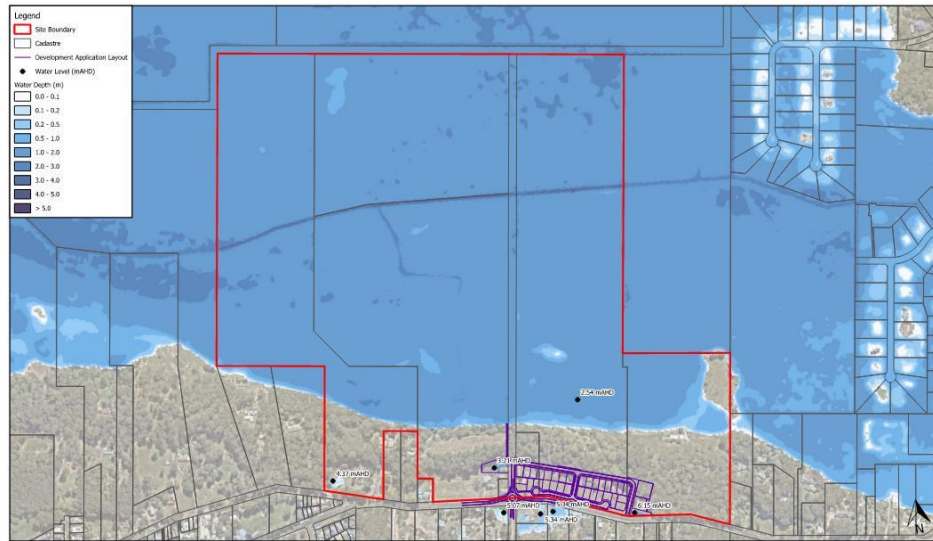 Legend
Site Boundary
Cadastre
Development Application Layout
Water Level (mAHD)
Water Depth (m)
0.0 - 0.1
0.1 - 0.2
0.2 - 0.5
0.5 - 1.0
1.0 - 2.0
2.0 - 3.0
3.0 - 4.0
4.0 - 5.0
> 5.0
2.54 mAHD
3.21 mAHD
4.37 mAHD
5.07 mAHD
5.34 mAHD
6.15 mAHD
N